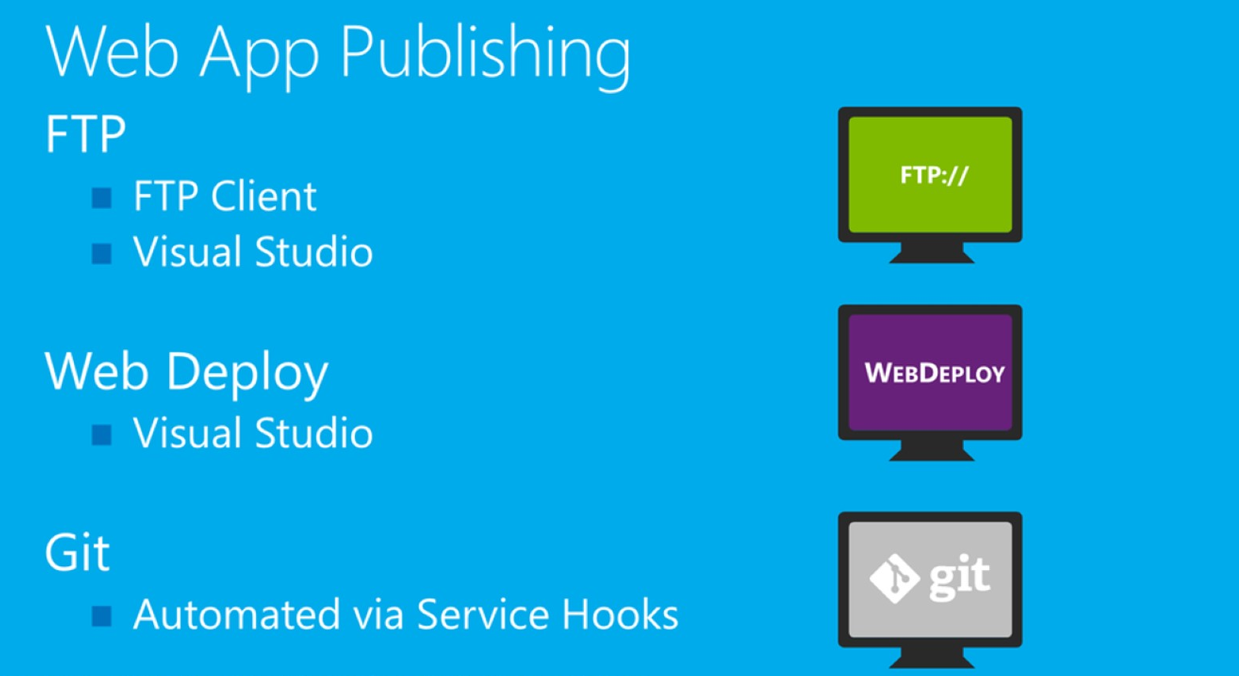 Web App Publishing
FTP
FTP Client
Visual Studio
FTP://
Web Deploy
Visual Studio
WEBDEPLOY
Git
Automated via Service Hooks
git